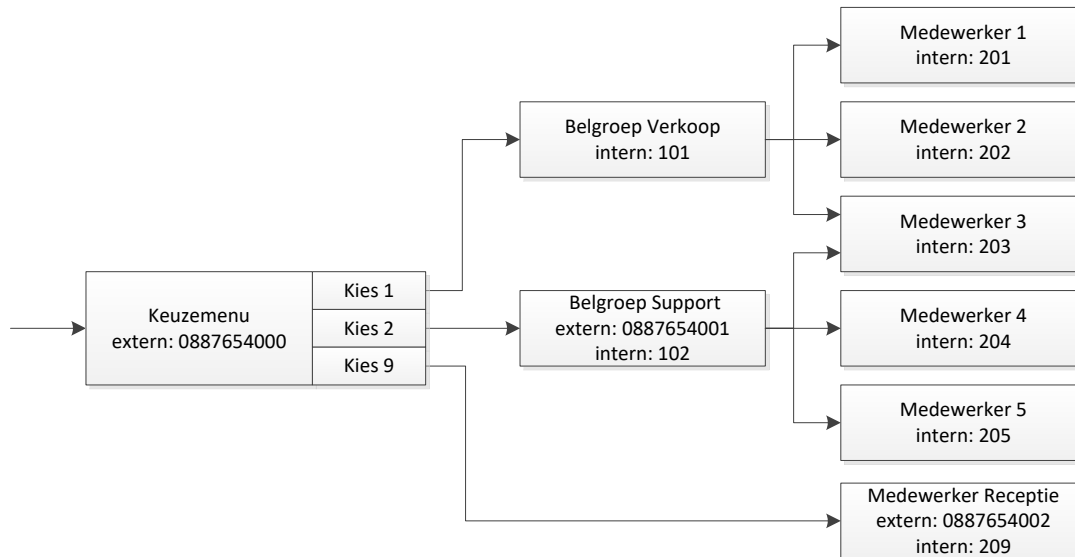 Keuzemenu
extern: 0887654000
Kies 1
Kies 2
Kies 9
Belgroep Verkoop
intern: 101
Belgroep Support
extern: 0887654001
intern: 102
Medewerker 1
intern: 201
Medewerker 2
intern: 202
Medewerker 3
intern: 203
Medewerker 4
intern: 204
Medewerker 5
intern: 205
Medewerker Receptie
extern: 0887654002
intern: 209